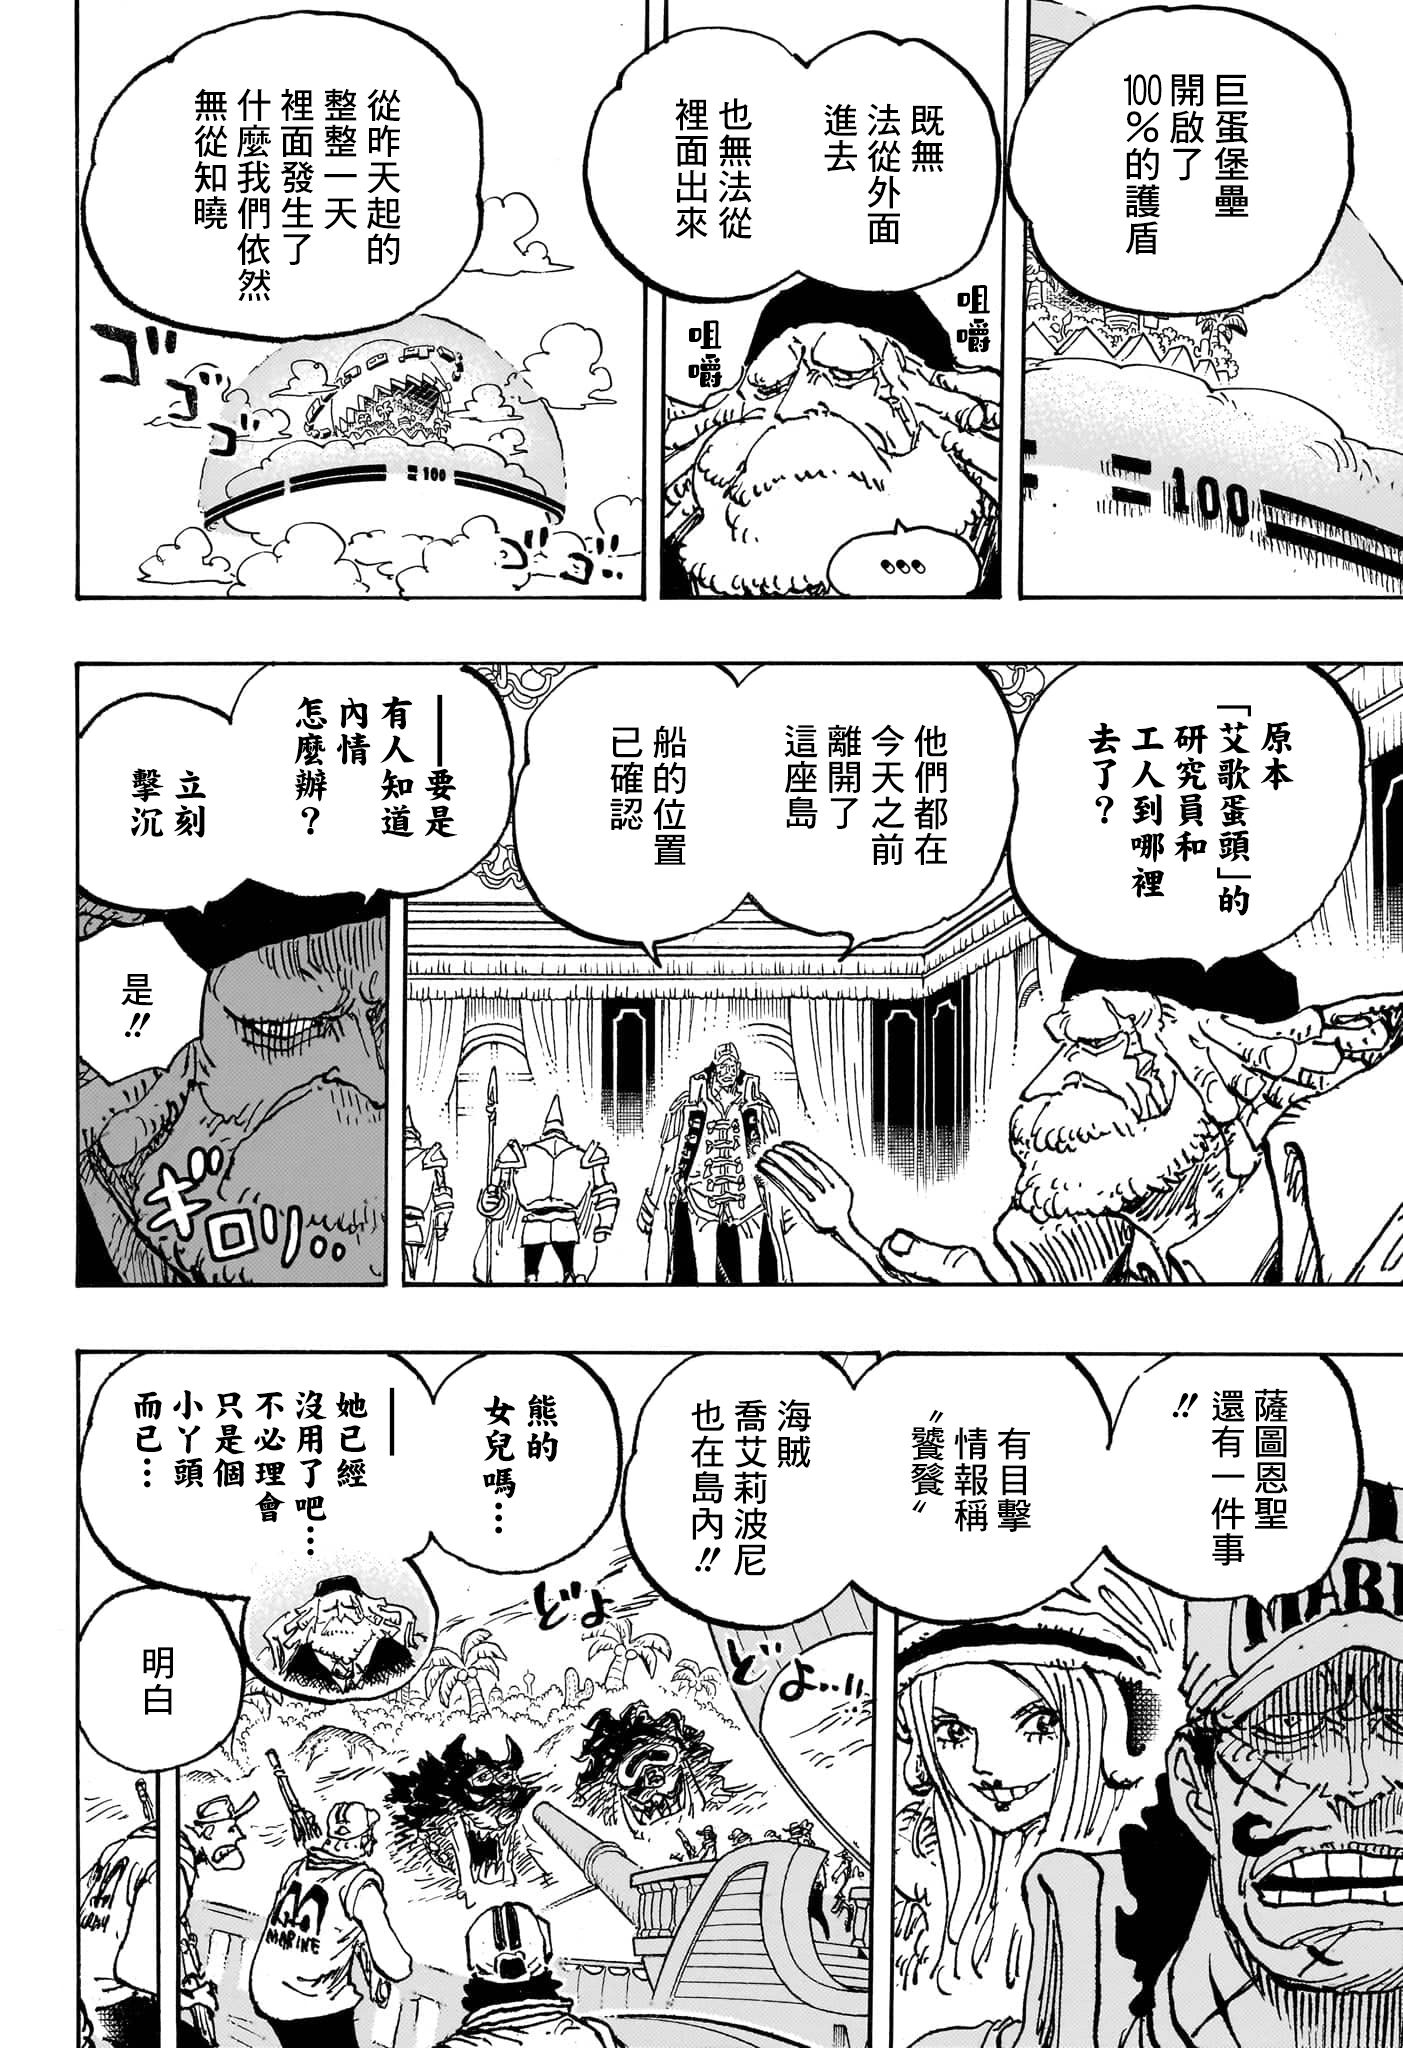 巨蛋堡壘
開啟了
100%的護盾
既無
法從外面
進去
也無法從
裡面出來
咀嚼
咀嚼
…
=100
從昨天起的
整整一天
裡面發生了
什麼我們依然
無從知曉
=100
ゴゴゴゴ
原本
「艾歌蛋頭」的
研究員和
工人到哪裡
去了？
他們都在
今天之前
離開了
這座島
船的位置
已確認
——要是
有人知道
內情
怎麼辦？
立刻
擊沉
是!!
ギロリ..
薩圖恩聖
還有一件事
!!
有目擊
情報稱
〝饕餮〞
海賊
喬艾莉波尼
也在島內!!
熊的
女兒嗎…
——
她已經
沒用了吧…
不必理會
只是個
小丫頭
而已…
明白
どよ
どよ..!!
MARINE